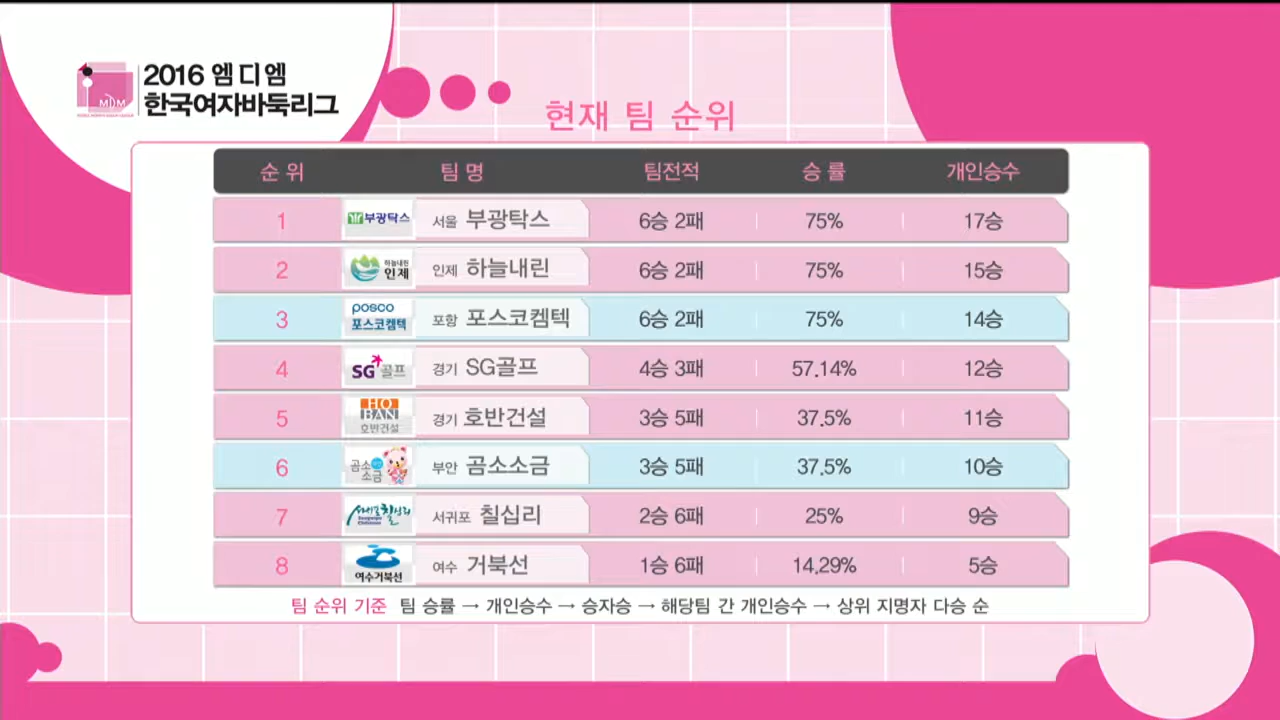 2016 엠디엠
한국여자바둑리그
MDM
현재 팀 순위
순 위 팀 명 팀전적 승 률 개인승수
1 부광탁스 서울 부광탁스 6승 2패 75% 17승
2 하늘내린 인제 인제 하늘내린 6승 2패 75% 15승
3 posco 포스코켐텍 포항 포스코켐텍 6승 2패 75% 14승
4 SG골프 경기 SG골프 4승 3패 57.14% 12승
5 HOBAN 호반건설 경기 호반건설 3승 5패 37.5% 11승
6 곰소소금 부안 곰소소금 3승 5패 37.5% 10승
7 서귀포 칠십리 2승 6패 25% 9승
8 여수거북선 여수 거북선 1승 6패 14.29% 5승
팀 순위 기준 팀 승률 → 개인승수 → 승자승 → 해당팀 간 개인승수 → 상위 지명자 다승 순